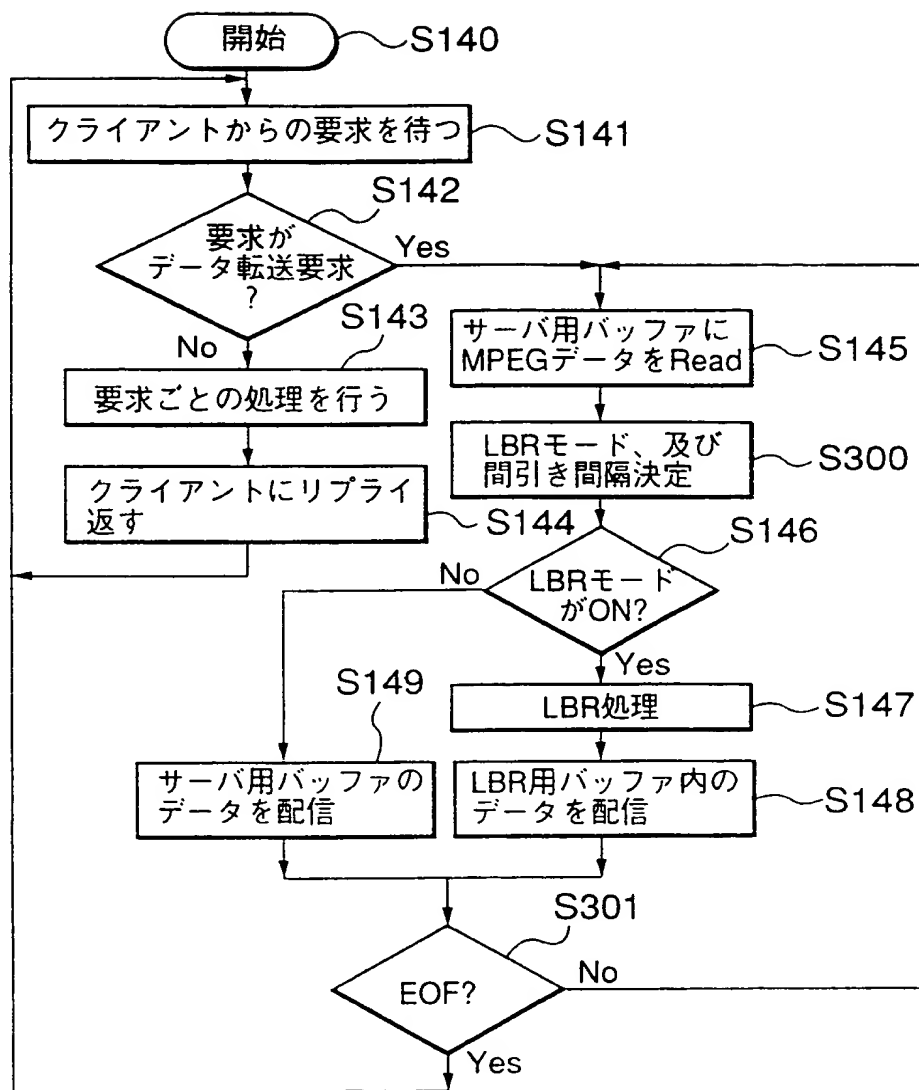 開始
S140
クライアントからの要求を待つ
S141
S142
要求が
データ転送要求
?
Yes
No
S143
要求ごとの処理を行う
クライアントにリプライ
返す
S144
サーバ用バッファに
MPEGデータをRead
S145
LBRモード、及び
間引き間隔決定
S300
S146
LBRモード
がON?
No
Yes
LBR処理
S147
S149
サーバ用バッファの
データを配信
LBR用バッファ内の
データを配信
S148
S301
EOF?
No
Yes